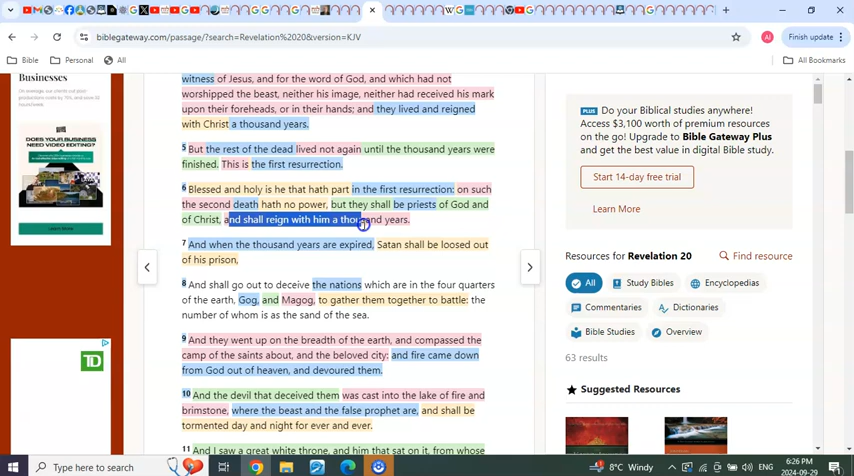 biblegateway.com/passage/?search=Revelation%2020&version=KJV
AI
Finish update
Bible
Personal
All
All Bookmarks
Businesses
DOES YOUR BUSINESS
NEED VIDEO EDITING?
witness of Jesus, and for the word of God, and which had not
worshipped the beast, neither his image, neither had received his mark
upon their foreheads, or in their hands; and they lived and reigned
with Christ a thousand years.
5 But the rest of the dead lived not again until the thousand years were
finished. This is the first resurrection.
6 Blessed and holy is he that hath part in the first resurrection: on such
the second death hath no power, but they shall be priests of God and
of Christ, and shall reign with him a thousand years.
7 And when the thousand years are expired, Satan shall be loosed out
of his prison,
8 And shall go out to deceive the nations which are in the four quarters
of the earth, Gog, and Magog, to gather them together to battle: the
number of whom is as the sand of the sea.
9 And they went up on the breadth of the earth, and compassed the
camp of the saints about, and the beloved city: and fire came down
from God out of heaven, and devoured them.
10 And the devil that deceived them was cast into the lake of fire and
brimstone, where the beast and the false prophet are, and shall be
tormented day and night for ever and ever.
11 And I saw a great white throne, and him that sat on it, from whose
TD
PLUS Do your Biblical studies anywhere!
Access $3,100 worth of premium resources
on the go! Upgrade to Bible Gateway Plus
and get the best value in digital Bible study.
Start 14-day free trial
Learn More
Resources for Revelation 20
Find resource
All
Study Bibles
Encyclopedias
Commentaries
Dictionaries
Bible Studies
Overview
63 results
Suggested Resources
Type here to search
8°C Windy
ENG
6:26 PM
2024-09-29